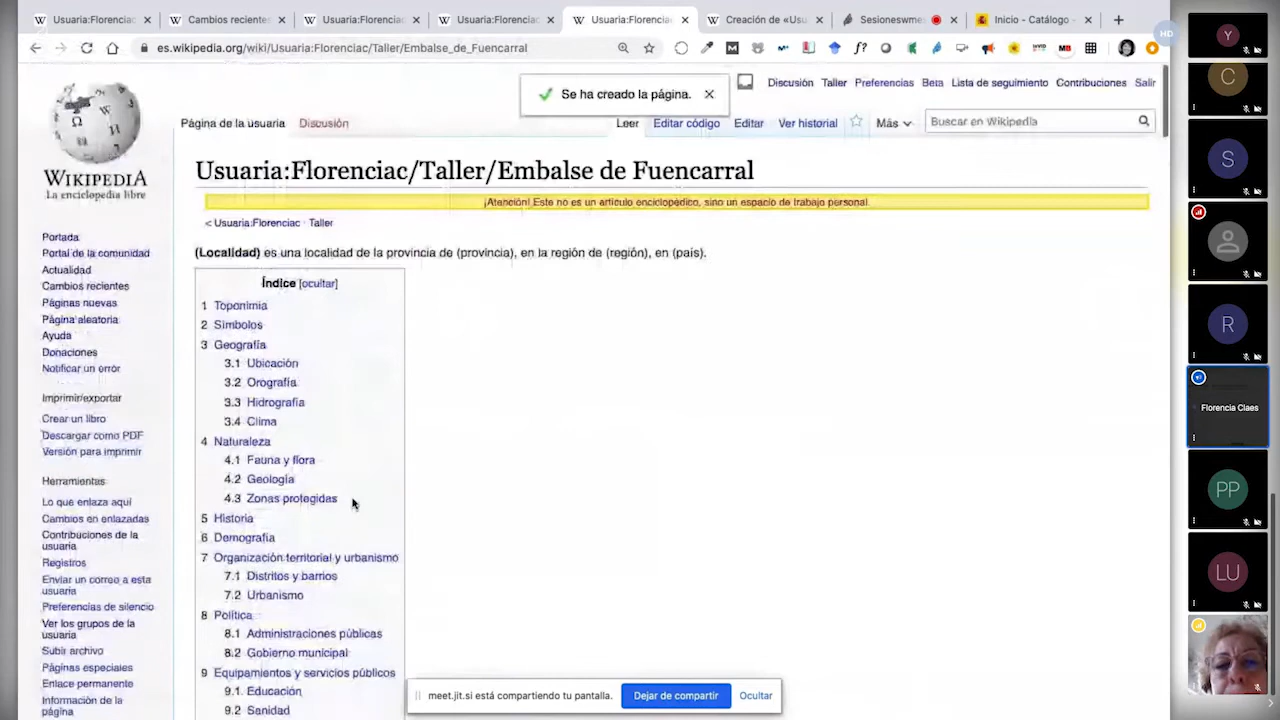 Usuaria:Florenciac
Cambios recientes
Usuaria:Florenciac
Usuaria:Florenciac
Usuaria:Florencia
Creación de «Usu
Sesioneswme
Inicio - Catálogo
es.wikipedia.org/wiki/Usuaria:Florenciac/Taller/Embalse_de_Fuencarral
HD
Se ha creado la página.
Discusión Taller Preferencias Beta Lista de seguimiento Contribuciones Salir
Página de la usuaria Discusión Leer Editar código Editar Ver historial Más Buscar en Wikipedia
WIKIPEDIA
La enciclopedia libre
Usuaria:Florenciac/Taller/Embalse de Fuencarral
¡Atención! Este no es un artículo enciclopédico, sino un espacio de trabajo personal.
< Usuaria:Florenciac · Taller
(Localidad) es una localidad de la provincia de (provincia), en la región de (región), en (país).
Índice [ocultar]
1 Toponimia
2 Símbolos
3 Geografía
3.1 Ubicación
3.2 Orografía
3.3 Hidrografía
3.4 Clima
4 Naturaleza
4.1 Fauna y flora
4.2 Geología
4.3 Zonas protegidas
5 Historia
6 Demografía
7 Organización territorial y urbanismo
7.1 Distritos y barrios
7.2 Urbanismo
8 Política
8.1 Administraciones públicas
8.2 Gobierno municipal
9 Equipamientos y servicios públicos
9.1 Educación
9.2 Sanidad
Portada
Portal de la comunidad
Actualidad
Cambios recientes
Páginas nuevas
Página aleatoria
Ayuda
Donaciones
Notificar un error
Imprimir/exportar
Crear un libro
Descargar como PDF
Versión para imprimir
Herramientas
Lo que enlaza aquí
Cambios en enlazadas
Contribuciones de la
usuaria
Registros
Enviar un correo a esta
usuaria
Preferencias de silencio
Ver los grupos de la
usuaria
Subir archivo
Páginas especiales
Enlace permanente
Información de la
página
meet.jit.si está compartiendo tu pantalla. Dejar de compartir Ocultar
Y
C
S
R
Florencia Claes
PP
LU